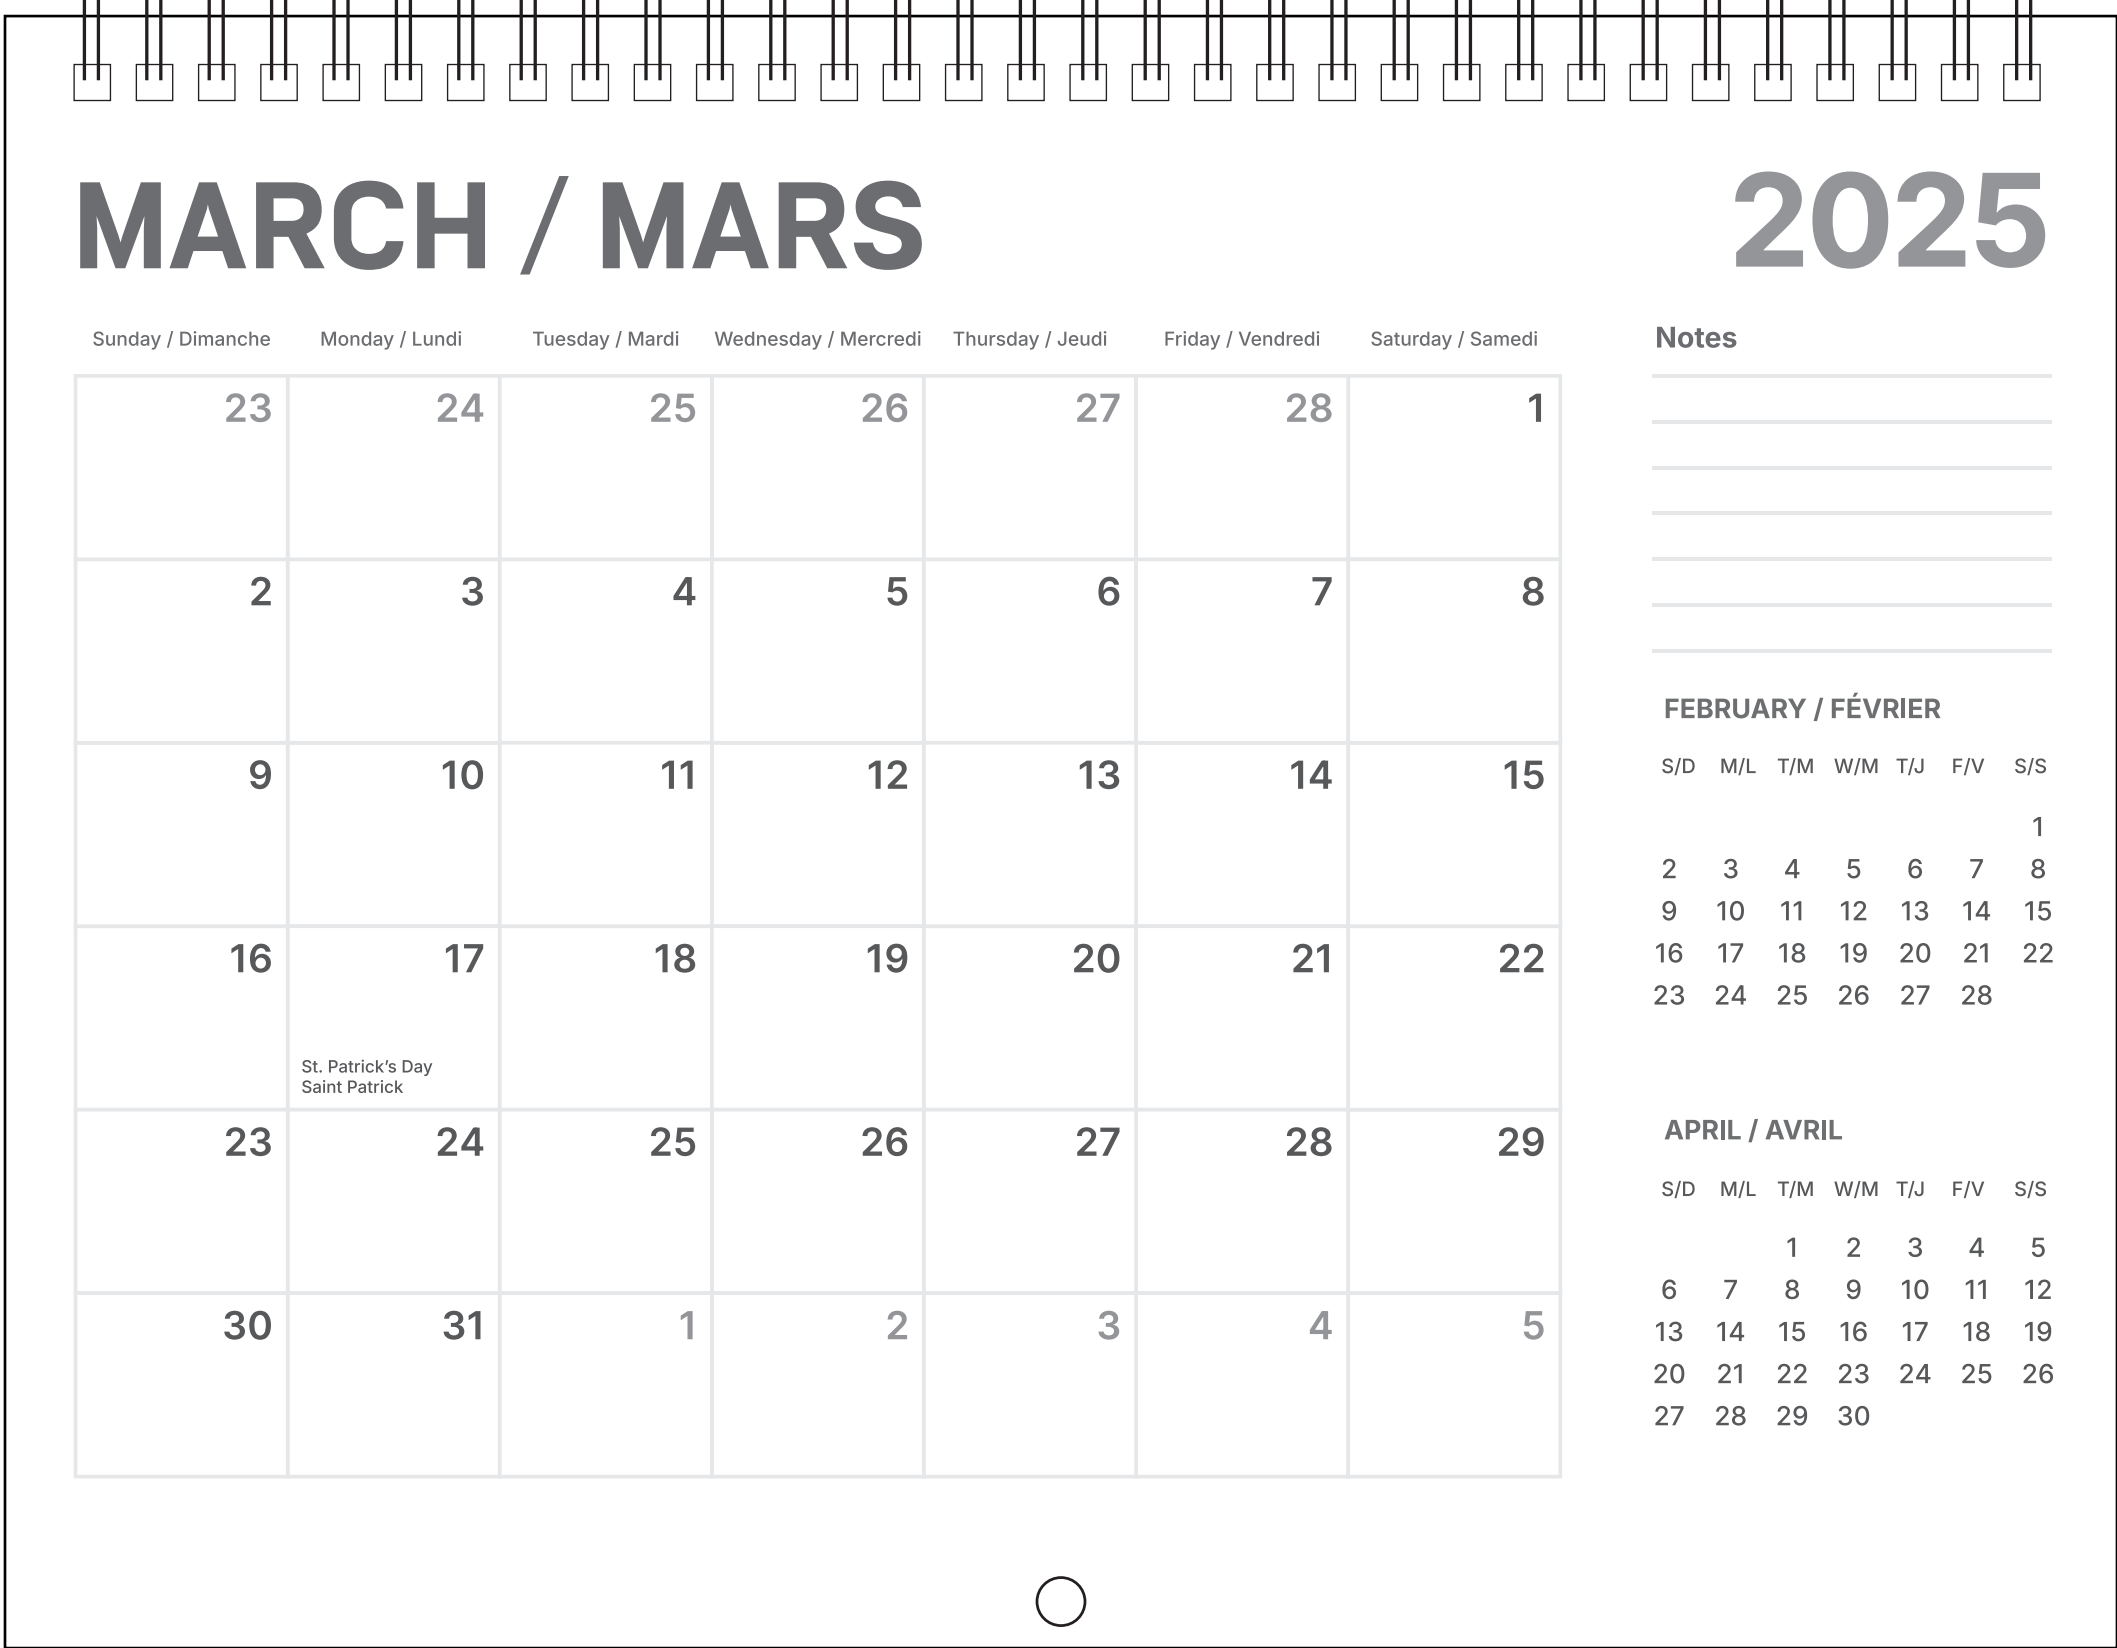 MARCH / MARS 2025
Sunday / Dimanche Monday / Lundi Tuesday / Mardi Wednesday / Mercredi Thursday / Jeudi Friday / Vendredi Saturday / Samedi
23 24 25 26 27 28 1
2 3 4 5 6 7 8
9 10 11 12 13 14 15
16 17 18 19 20 21 22
St. Patrick’s Day
Saint Patrick
23 24 25 26 27 28 29
30 31 1 2 3 4 5
Notes
FEBRUARY / FÉVRIER
S/D M/L T/M W/M T/J F/V S/S
1
2 3 4 5 6 7 8
9 10 11 12 13 14 15
16 17 18 19 20 21 22
23 24 25 26 27 28
APRIL / AVRIL
S/D M/L T/M W/M T/J F/V S/S
1 2 3 4 5
6 7 8 9 10 11 12
13 14 15 16 17 18 19
20 21 22 23 24 25 26
27 28 29 30